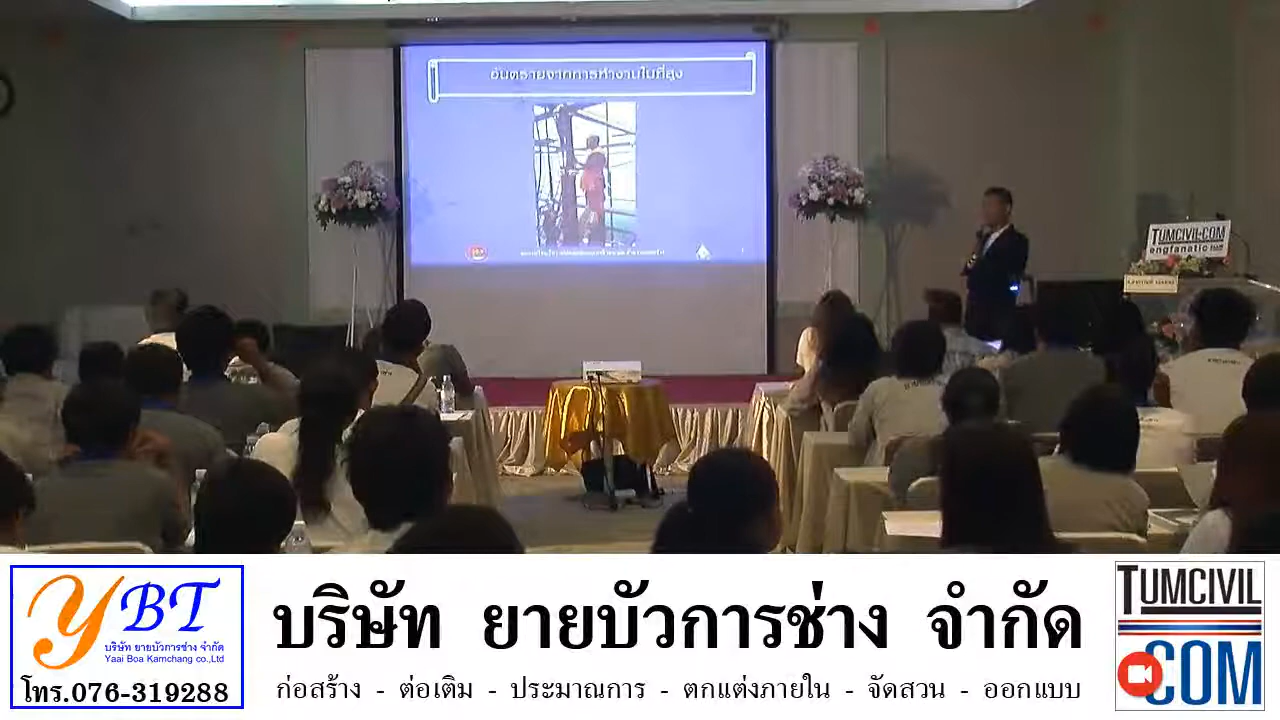 อันตรายจากการทำงานในที่สูง
TUMCIVIL.COM
engfanatic
YBT
บริษัท ยายบัวการช่าง จำกัด
Yaai Boa Karnchang co.,Ltd
โทร.076-319288
บริษัท ยายบัวการช่าง จำกัด
ก่อสร้าง - ต่อเติม - ประมาณการ - ตกแต่งภายใน - จัดสวน - ออกแบบ
TUMCIVIL
.COM